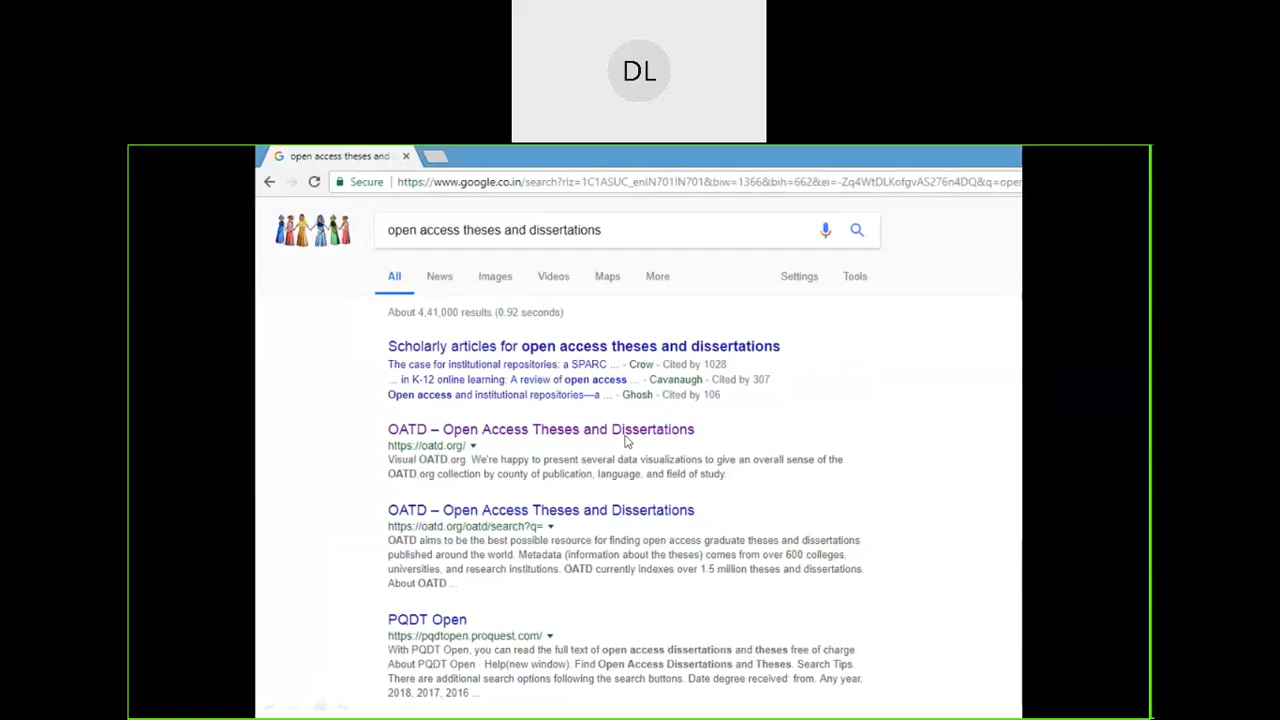 DL
open access theses and
Secure https://www.google.co.in/search?rlz=1C1ASUC_enIN701IN701&biw=1366&bih=662&ei=-Zq4WtDLKofgvAS276n4DQ&q=open
open access theses and dissertations
All News Images Videos Maps More Settings Tools
About 4,41,000 results (0.92 seconds)
Scholarly articles for open access theses and dissertations
The case for institutional repositories: a SPARC ... - Crow - Cited by 1028
... in K-12 online learning: A review of open access ... - Cavanaugh - Cited by 307
Open access and institutional repositories—a ... - Ghosh - Cited by 106
OATD – Open Access Theses and Dissertations
https://oatd.org/
Visual OATD.org. We're happy to present several data visualizations to give an overall sense of the
OATD.org collection by county of publication, language, and field of study.
OATD – Open Access Theses and Dissertations
https://oatd.org/oatd/search?q=
OATD aims to be the best possible resource for finding open access graduate theses and dissertations
published around the world. Metadata (information about the theses) comes from over 600 colleges,
universities, and research institutions. OATD currently indexes over 1.5 million theses and dissertations.
About OATD ...
PQDT Open
https://pqdtopen.proquest.com/
With PQDT Open, you can read the full text of open access dissertations and theses free of charge.
About PQDT Open · Help(new window). Find Open Access Dissertations and Theses. Search Tips.
There are additional search options following the search buttons. Date degree received: from. Any year,
2018, 2017, 2016 ...